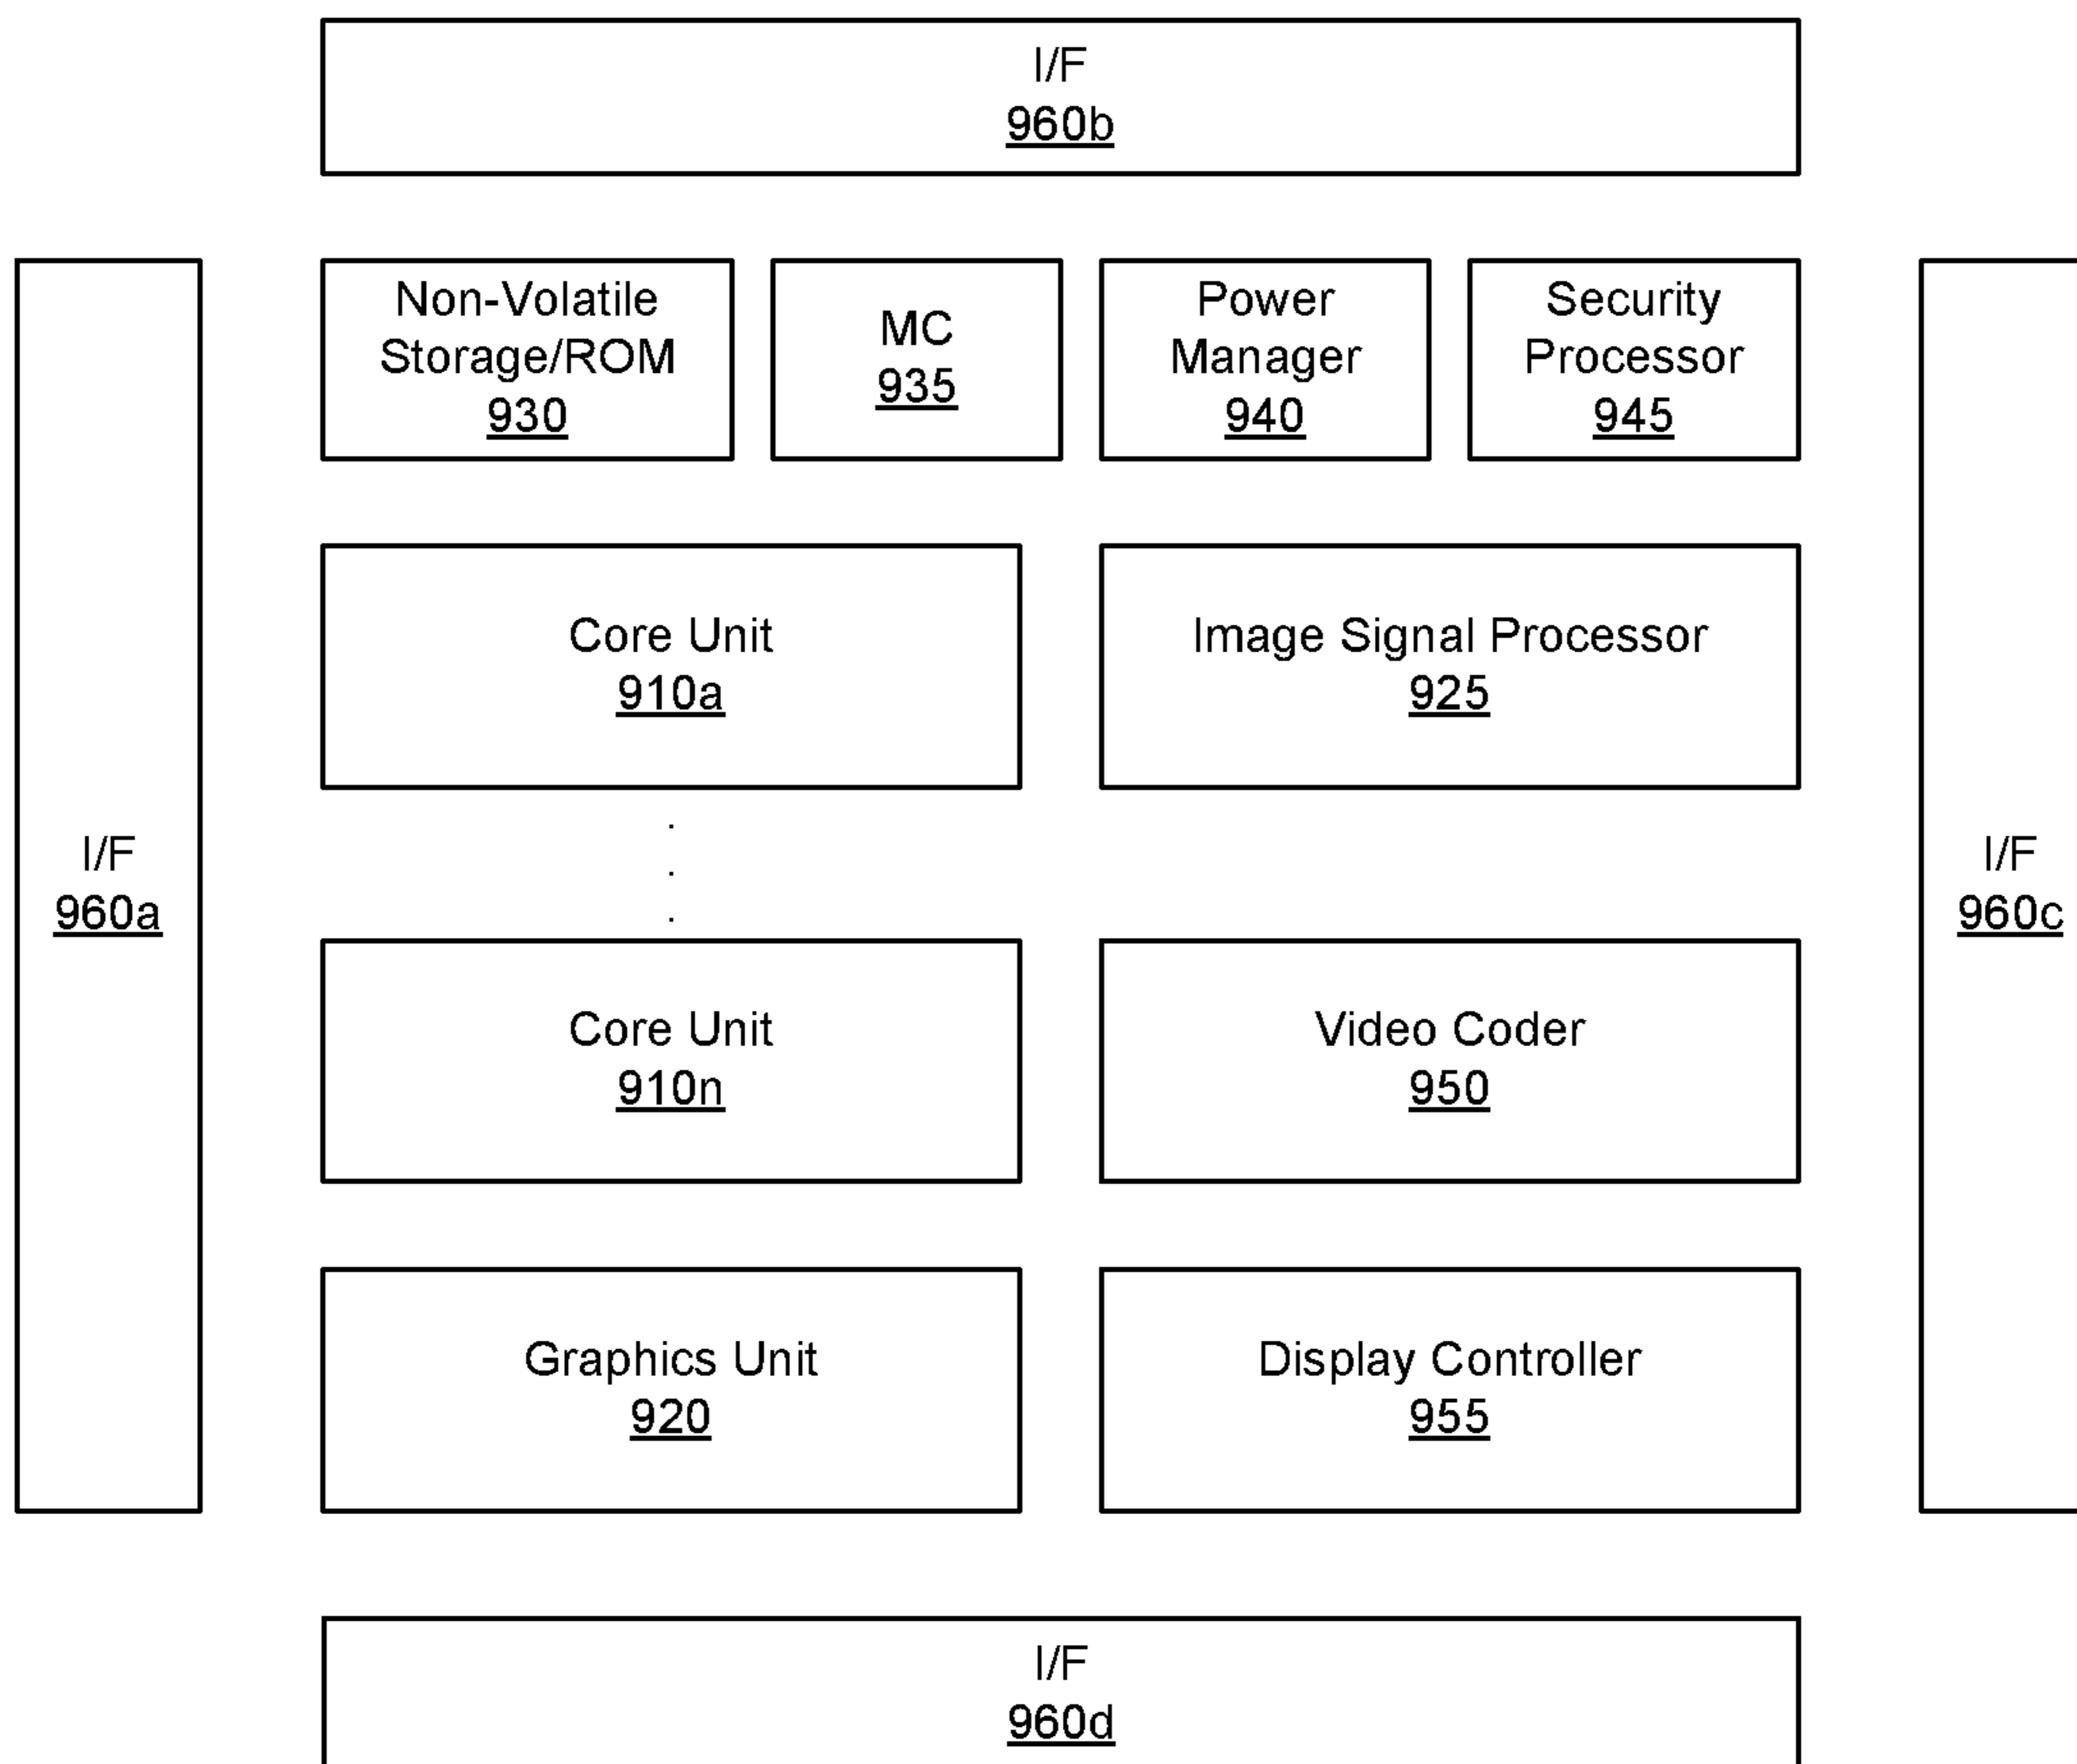 I/F
960b
Non-Volatile
Storage/ROM
930
MC
935
Power
Manager
940
Security
Processor
945
Core Unit
910a
Image Signal Processor
925
I/F
960a
I/F
960c
Core Unit
910n
Video Coder
950
Graphics Unit
920
Display Controller
955
I/F
960d